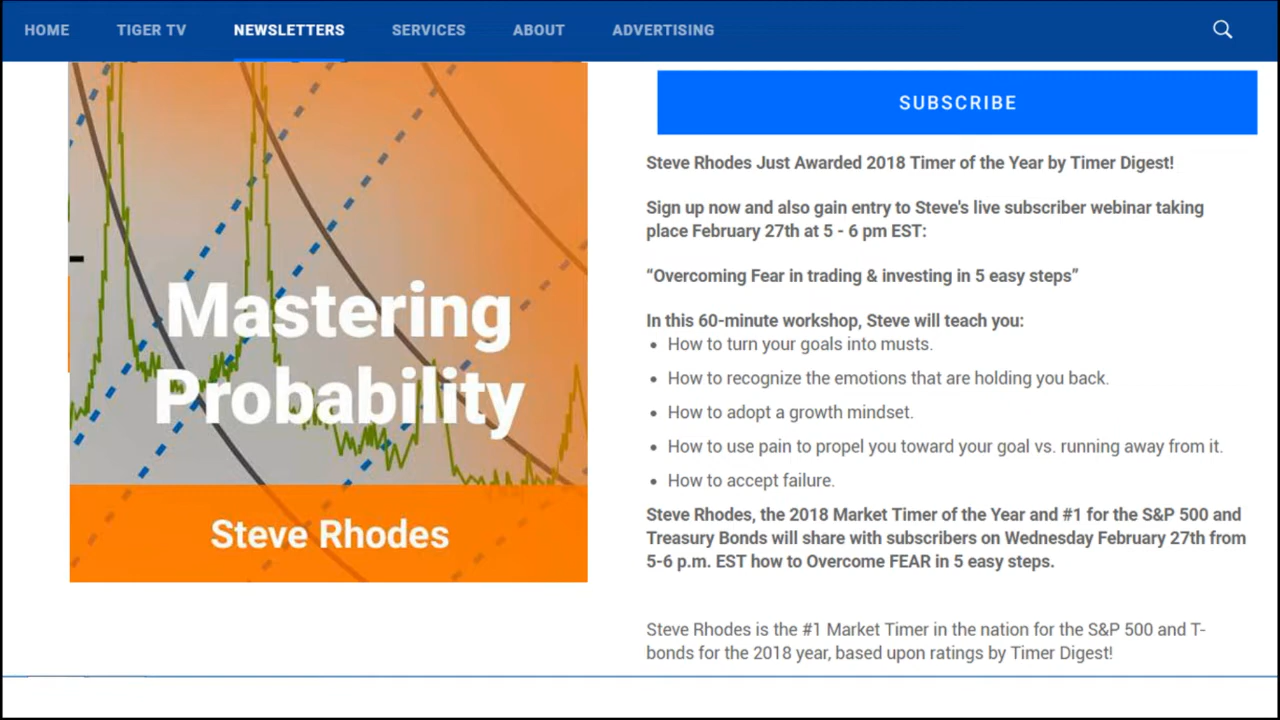 HOME TIGER TV NEWSLETTERS SERVICES ABOUT ADVERTISING
Mastering
Probability
Steve Rhodes
SUBSCRIBE
Steve Rhodes Just Awarded 2018 Timer of the Year by Timer Digest!
Sign up now and also gain entry to Steve's live subscriber webinar taking
place February 27th at 5 - 6 pm EST:
“Overcoming Fear in trading & investing in 5 easy steps”
In this 60-minute workshop, Steve will teach you:
• How to turn your goals into musts.
• How to recognize the emotions that are holding you back.
• How to adopt a growth mindset.
• How to use pain to propel you toward your goal vs. running away from it.
• How to accept failure.
Steve Rhodes, the 2018 Market Timer of the Year and #1 for the S&P 500 and
Treasury Bonds will share with subscribers on Wednesday February 27th from
5-6 p.m. EST how to Overcome FEAR in 5 easy steps.
Steve Rhodes is the #1 Market Timer in the nation for the S&P 500 and T-
bonds for the 2018 year, based upon ratings by Timer Digest!